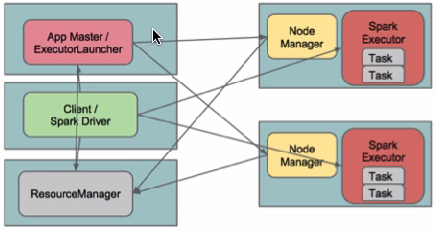 App Master /
ExecutorLauncher
Client /
Spark Driver
ResourceManager
Node
Manager
Spark
Executor
Task
Task
Node
Manager
Spark
Executor
Task
Task